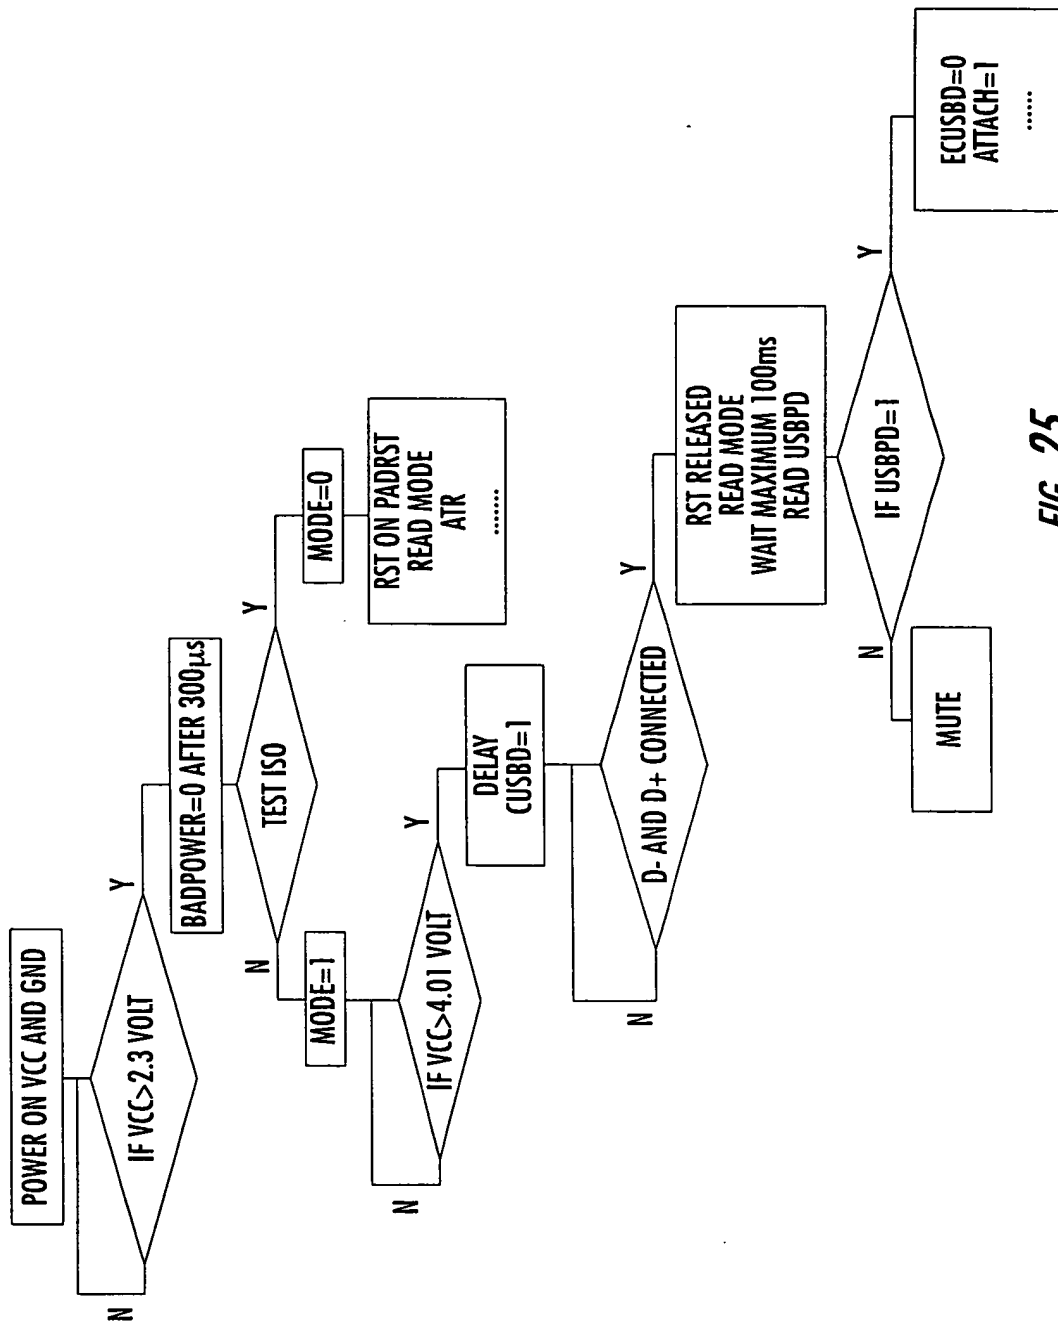 POWER ON VCC AND GND
IF VCC>2.3 VOLT
N
Y
BADPOWER=0 AFTER 300µs
TEST ISO
N
Y
MODE=1
MODE=0
RST ON PADRST
READ MODE
ATR
........
IF VCC>4.01 VOLT
N
Y
DELAY
CUSBD=1
D- AND D+ CONNECTED
N
Y
RST RELEASED
READ MODE
WAIT MAXIMUM 100ms
READ USBPD
IF USBPD=1
N
Y
MUTE
ECUSBD=0
ATTACH=1
......
FIG. 25